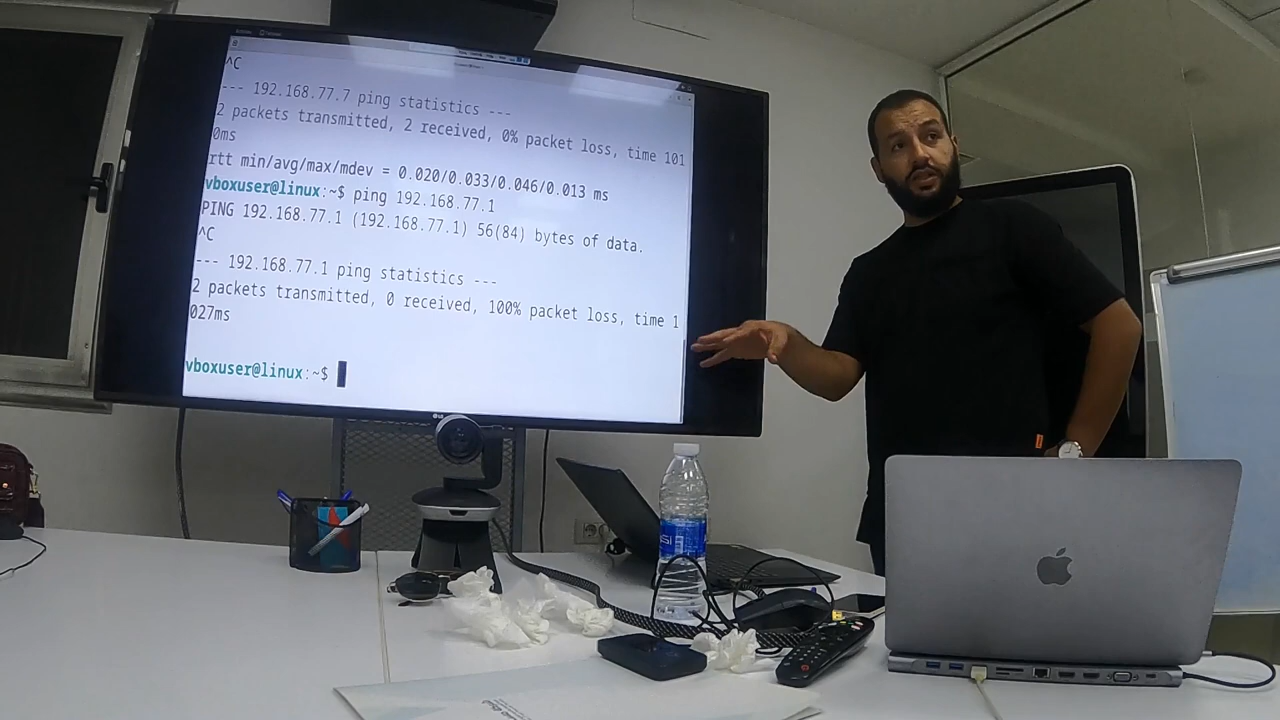 ^C
--- 192.168.77.7 ping statistics ---
2 packets transmitted, 2 received, 0% packet loss, time 101
0ms
rtt min/avg/max/mdev = 0.020/0.033/0.046/0.013 ms
vboxuser@linux:~$ ping 192.168.77.1
PING 192.168.77.1 (192.168.77.1) 56(84) bytes of data.
^C
--- 192.168.77.1 ping statistics ---
2 packets transmitted, 0 received, 100% packet loss, time 1
027ms
vboxuser@linux:~$
LG